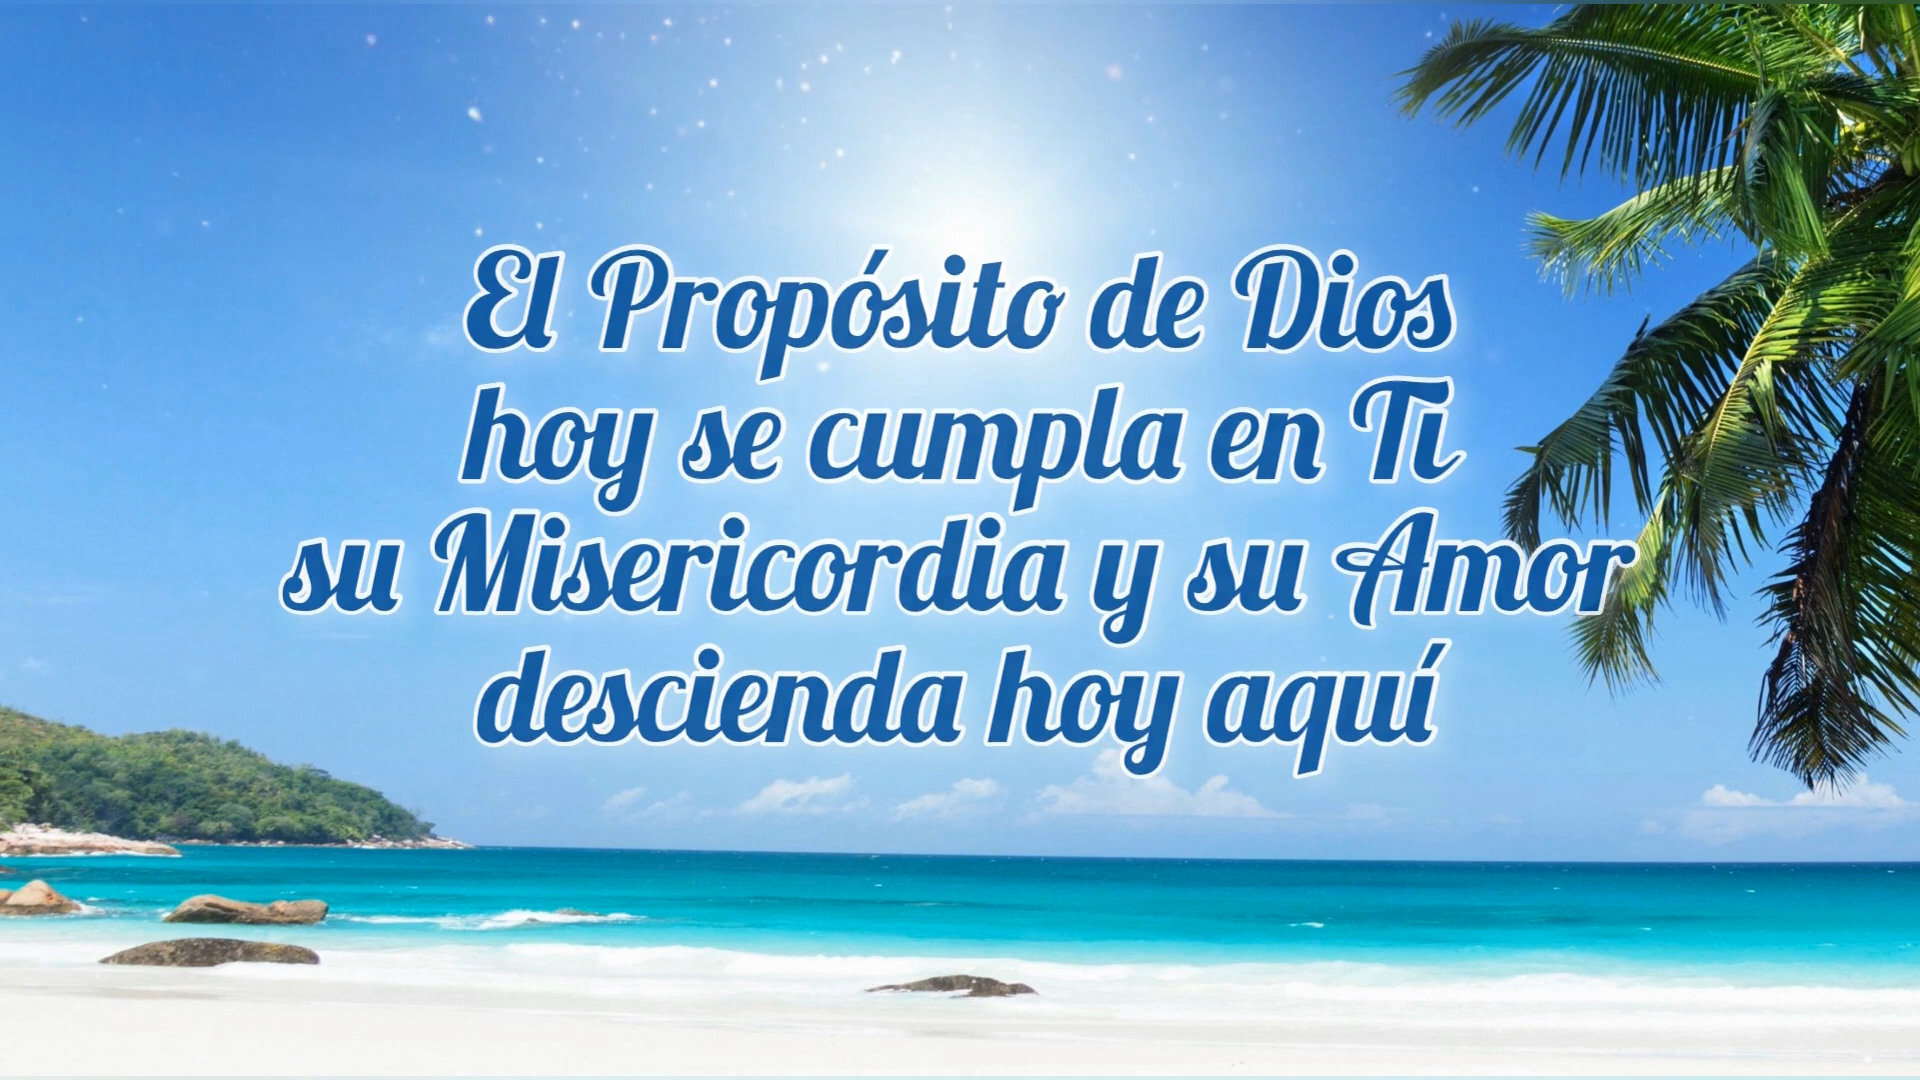 El Propósito de Dios
hoy se cumpla en Ti
su Misericordia y su Amor
descienda hoy aquí